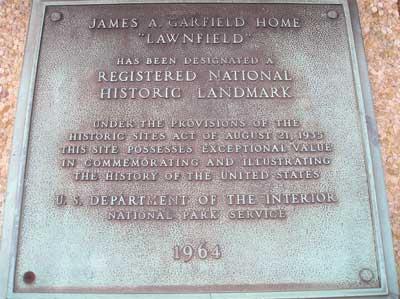 JAMES A. GARFIELD HOME
"LAWNFIELD"
HAS BEEN DESIGNATED A
REGISTERED NATIONAL
HISTORIC LANDMARK
UNDER THE PROVISIONS OF THE
HISTORIC SITES ACT OF AUGUST 21, 1935
THIS SITE POSSESSES EXCEPTIONAL VALUE
IN COMMEMORATING AND ILLUSTRATING
THE HISTORY OF THE UNITED STATES
U. S. DEPARTMENT OF THE INTERIOR
NATIONAL PARK SERVICE
1964